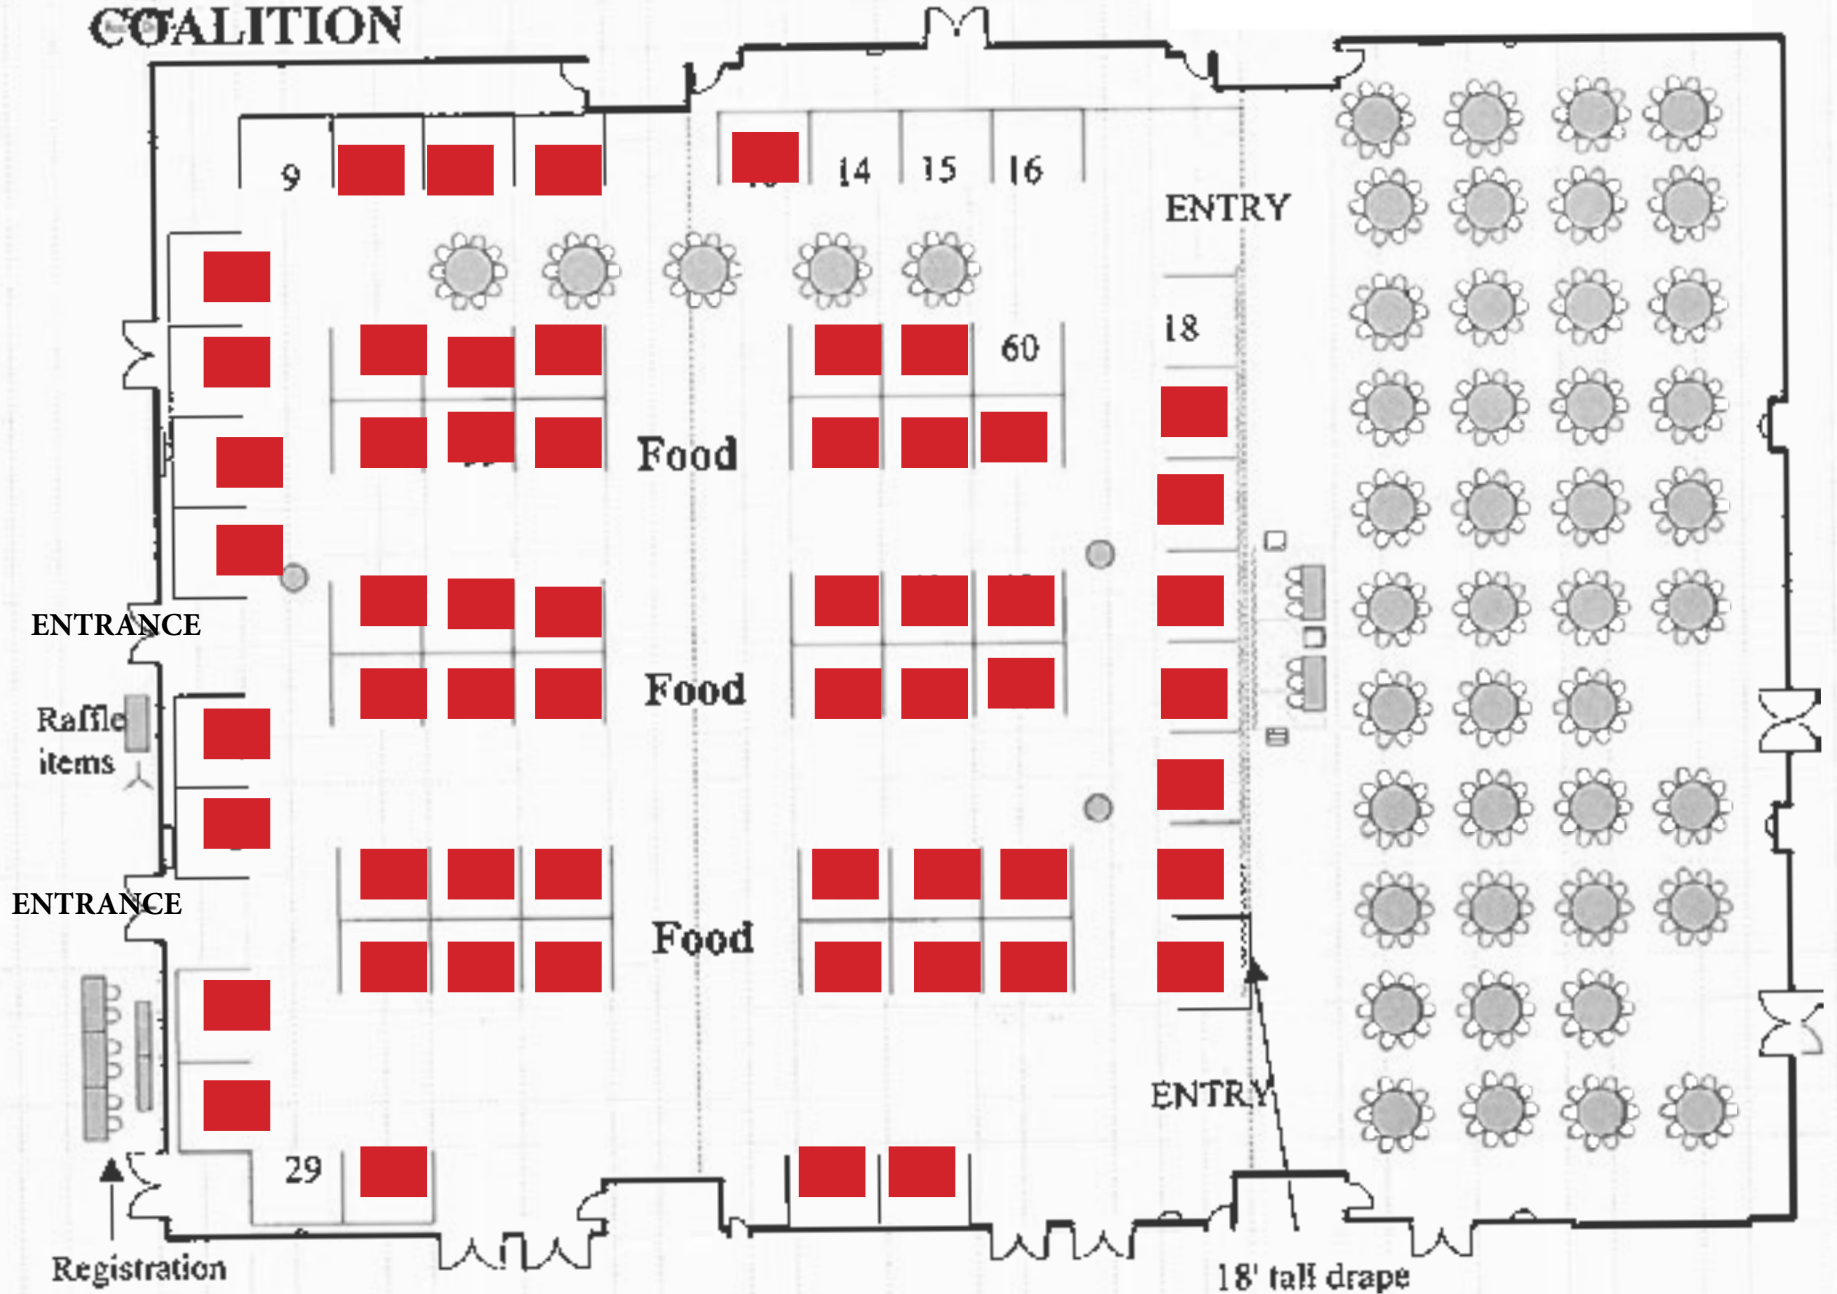 COALITION
9
14 15 16
ENTRY
18
60
Food
ENTRANCE
Food
Raffle
items
ENTRANCE
Food
ENTRY
29
Registration
18' tall drape